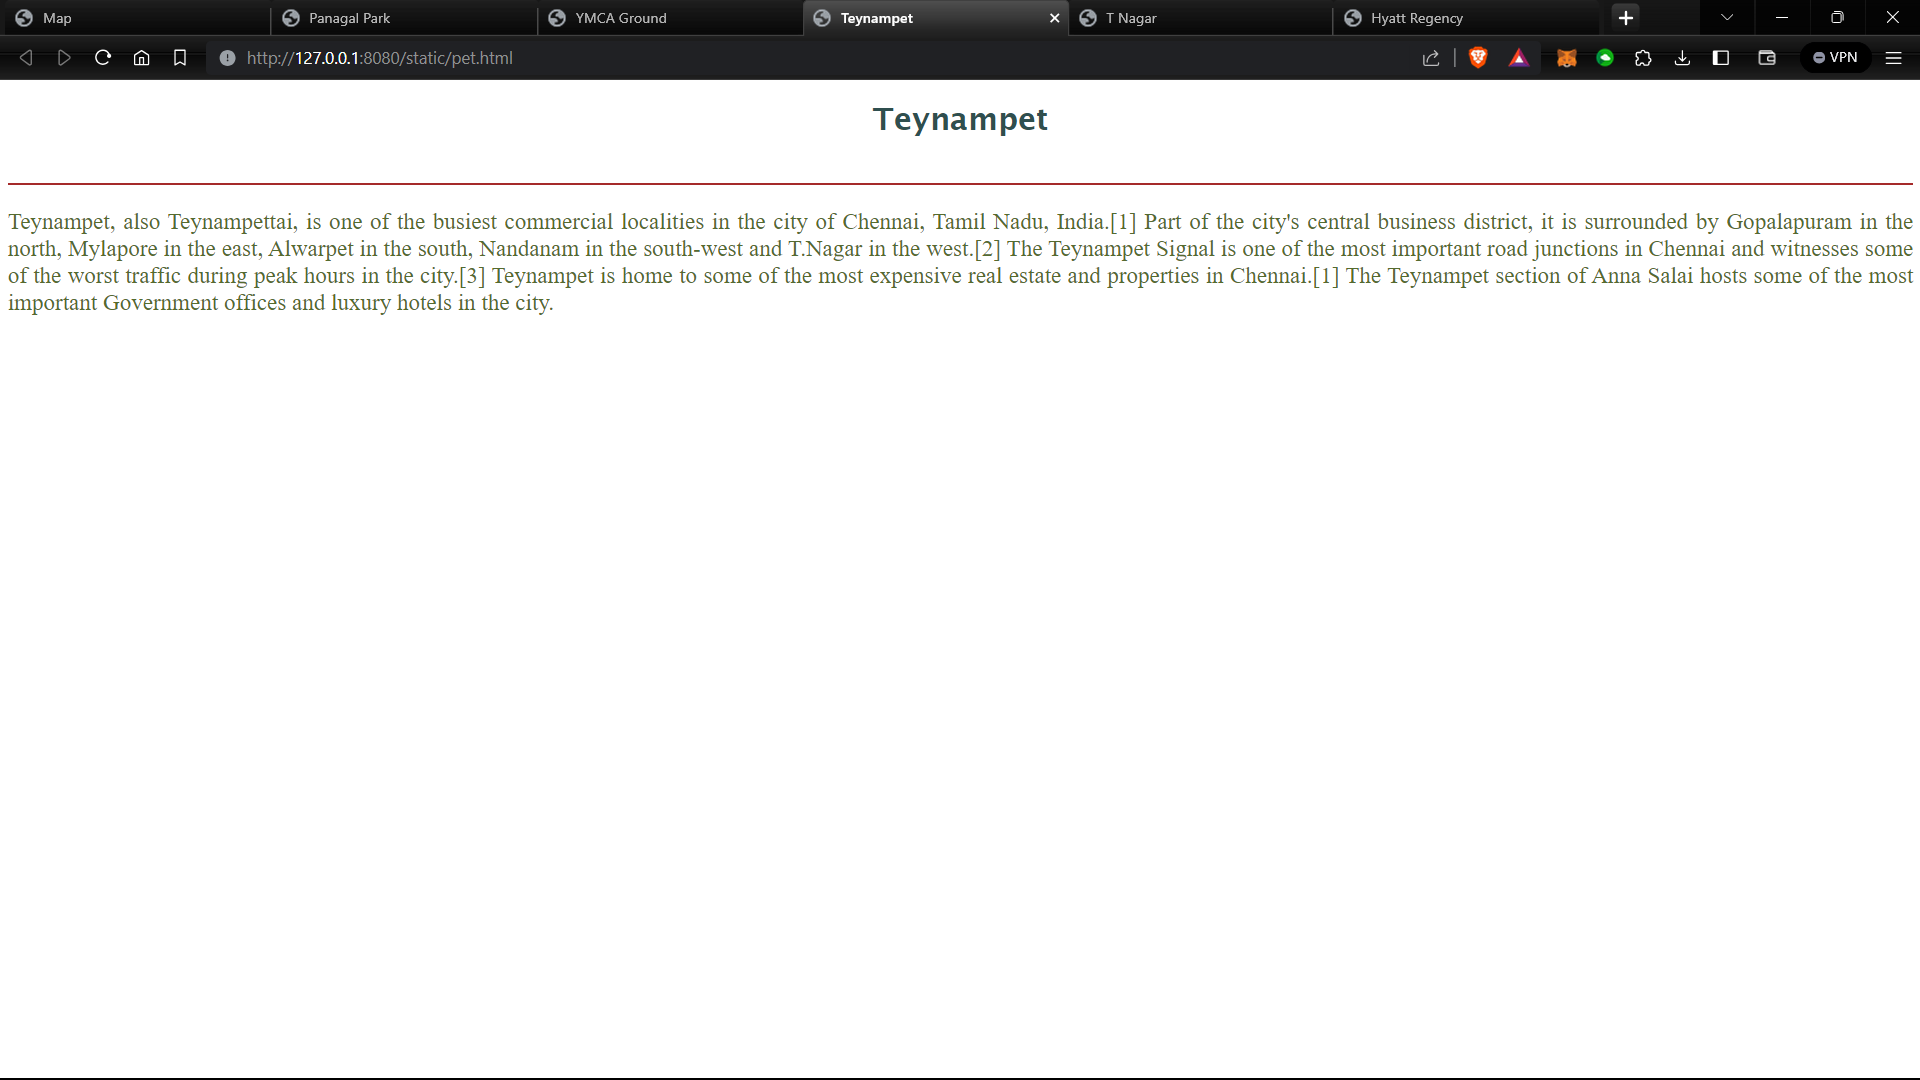 Map
Panagal Park
YMCA Ground
Teynampet
T Nagar
Hyatt Regency
http://127.0.0.1:8080/static/pet.html
VPN
Teynampet
Teynampet, also Teynampettai, is one of the busiest commercial localities in the city of Chennai, Tamil Nadu, India.[1] Part of the city's central business district, it is surrounded by Gopalapuram in the
north, Mylapore in the east, Alwarpet in the south, Nandanam in the south-west and T.Nagar in the west.[2] The Teynampet Signal is one of the most important road junctions in Chennai and witnesses some
of the worst traffic during peak hours in the city.[3] Teynampet is home to some of the most expensive real estate and properties in Chennai.[1] The Teynampet section of Anna Salai hosts some of the most
important Government offices and luxury hotels in the city.